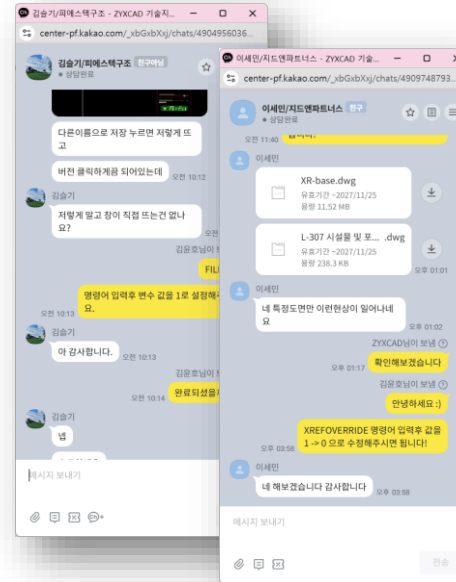 김슬기/피에스텍구조 - ZYXCAD 기술지...
center-pf.kakao.com/_xbGxbXxj/chats/4904956036...
김슬기/피에스텍구조 친구아님
상담완료
다른이름으로 저장 누르면 저렇게 뜨
고
버전 클릭하게끔 되어있는데
오전 10:12
김슬기
저렇게 말고 창이 직접 뜨는건 없나
요?
오전
김윤호님이
FIL
명령어 입력후 변수 값을 1로 설정해
요.
오전 10:13
김슬기
아 감사합니다.
오전 10:13
김윤호님이
오전 10:14
완료되셨을
김슬기
넵
메시지 보내기
이세민/지드앤파트너스 - ZYXCAD 기술...
center-pf.kakao.com/_xbGxbXxj/chats/4909748793...
이세민/지드앤파트너스 친구
상담완료
오전 11:40
이세민
XR-base.dwg
유효기간 ~2027/11/25
용량 11.52 MB
L-307 시설물 및 포... .dwg
유효기간 ~2027/11/25
용량 238.3 KB
오후 01:01
이세민
네 특정도면만 이런현상이 일어나네
요
오후 01:02
ZYXCAD님이 보냄
오후 01:17
확인해보겠습니다
김윤호님이 보냄
안녕하세요 :)
XREFOVERRIDE 명령어 입력후 값을
1 -> 0 으로 수정해주시면 됩니다!
오후 03:58
이세민
네 해보겠습니다 감사합니다
오후 03:58
메시지 보내기
전송